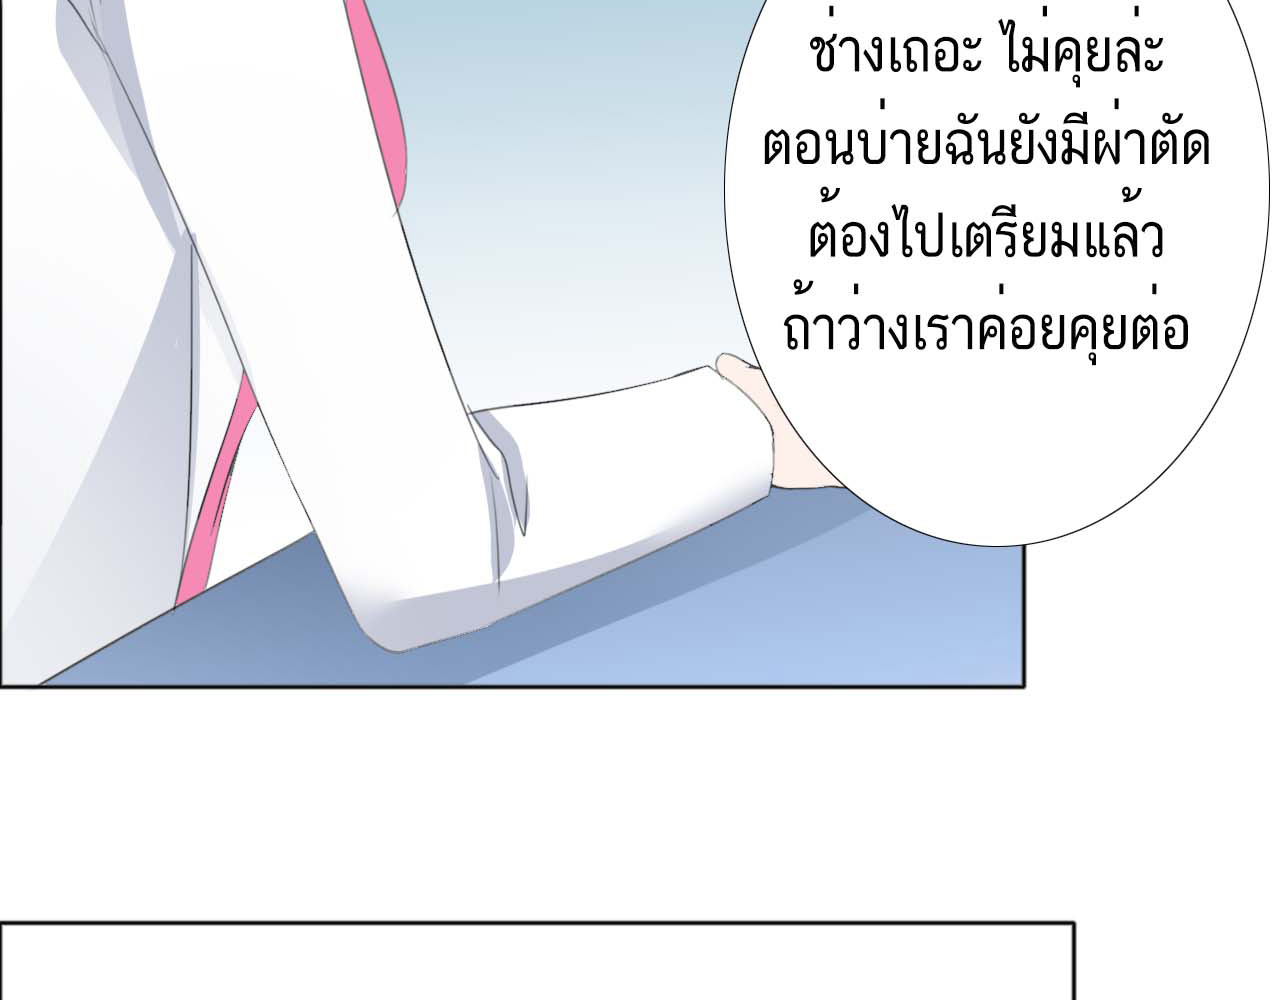 ช่างเถอะ ไม่คุยล่ะ
ตอนบ่ายฉันยังมีผ่าตัด
ต้องไปเตรียมแล้ว
ถ้าว่างเราค่อยคุยต่อ